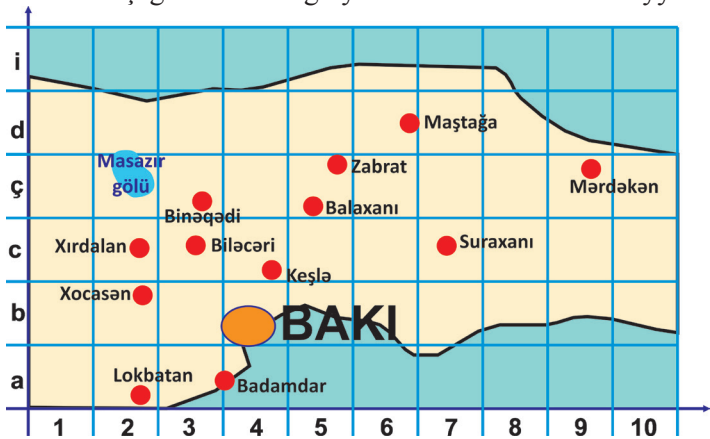 i
d
Maştağa
Masazır
gölü
ç
Zabrat
Mərdəkən
Binəqədi
Balaxanı
c
Xırdalan
Biləcəri
Suraxanı
Keşlə
Xocasən
b
BAKI
a
Lokbatan
Badamdar
1 2 3 4 5 6 7 8 9 10